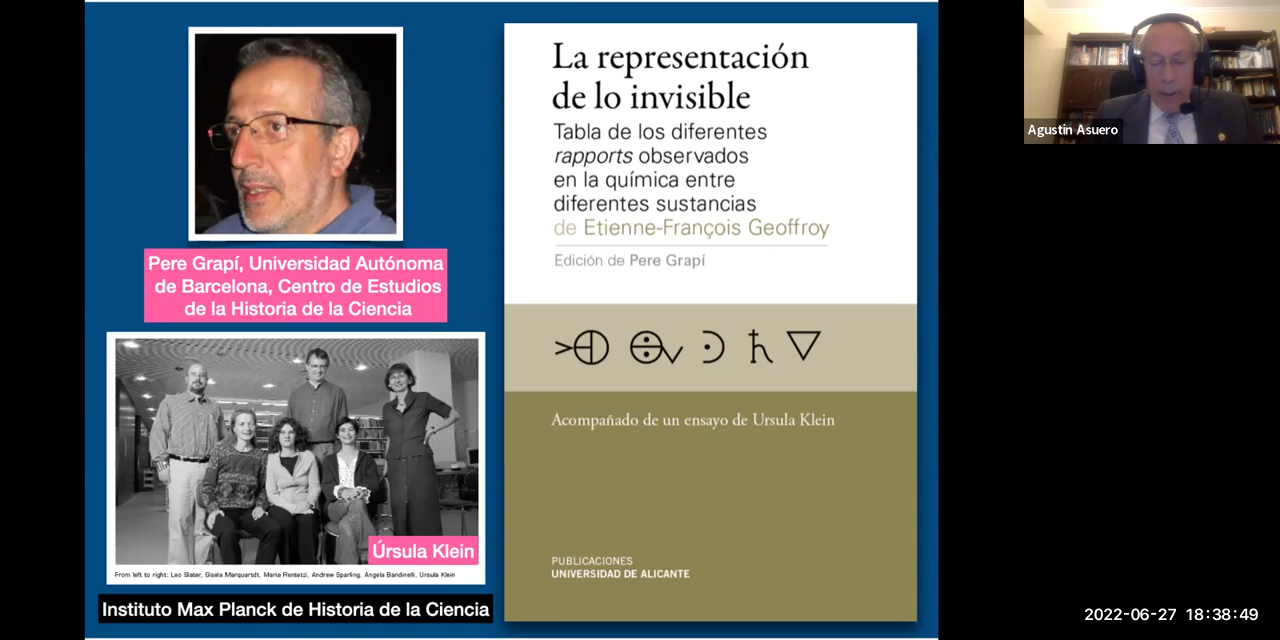 Pere Grapí, Universidad Autónoma
de Barcelona, Centro de Estudios
de la Historia de la Ciencia
Úrsula Klein
From left to right: Leo Slater, Gisela Marquardt, Maria Rentetzi, Andrew Sparling, Angela Bandinelli, Ursula Klein
Instituto Max Planck de Historia de la Ciencia
La representación
de lo invisible
Tabla de los diferentes
rapports observados
en la química entre
diferentes sustancias
de Etienne-François Geoffroy
Edición de Pere Grapí
Acompañado de un ensayo de Ursula Klein
PUBLICACIONES
UNIVERSIDAD DE ALICANTE
Agustín Asuero
2022-06-27 18:38:49